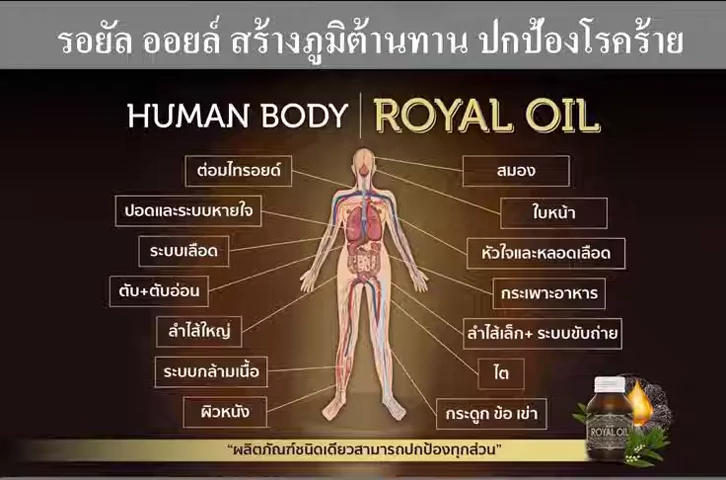 รอยัล ออยล์ สร้างภูมิต้านทาน ปกป้องโรคร้าย
HUMAN BODY | ROYAL OIL
ต่อมไทรอยด์
ปอดและระบบหายใจ
ระบบเลือด
ตับ+ตับอ่อน
ลำไส้ใหญ่
ระบบกล้ามเนื้อ
ผิวหนัง
สมอง
ใบหน้า
หัวใจและหลอดเลือด
กระเพาะอาหาร
ลำไส้เล็ก+ ระบบขับถ่าย
ไต
กระดูก ข้อ เข่า
ROYAL OIL
“ผลิตภัณฑ์ชนิดเดียวสามารถปกป้องทุกส่วน”